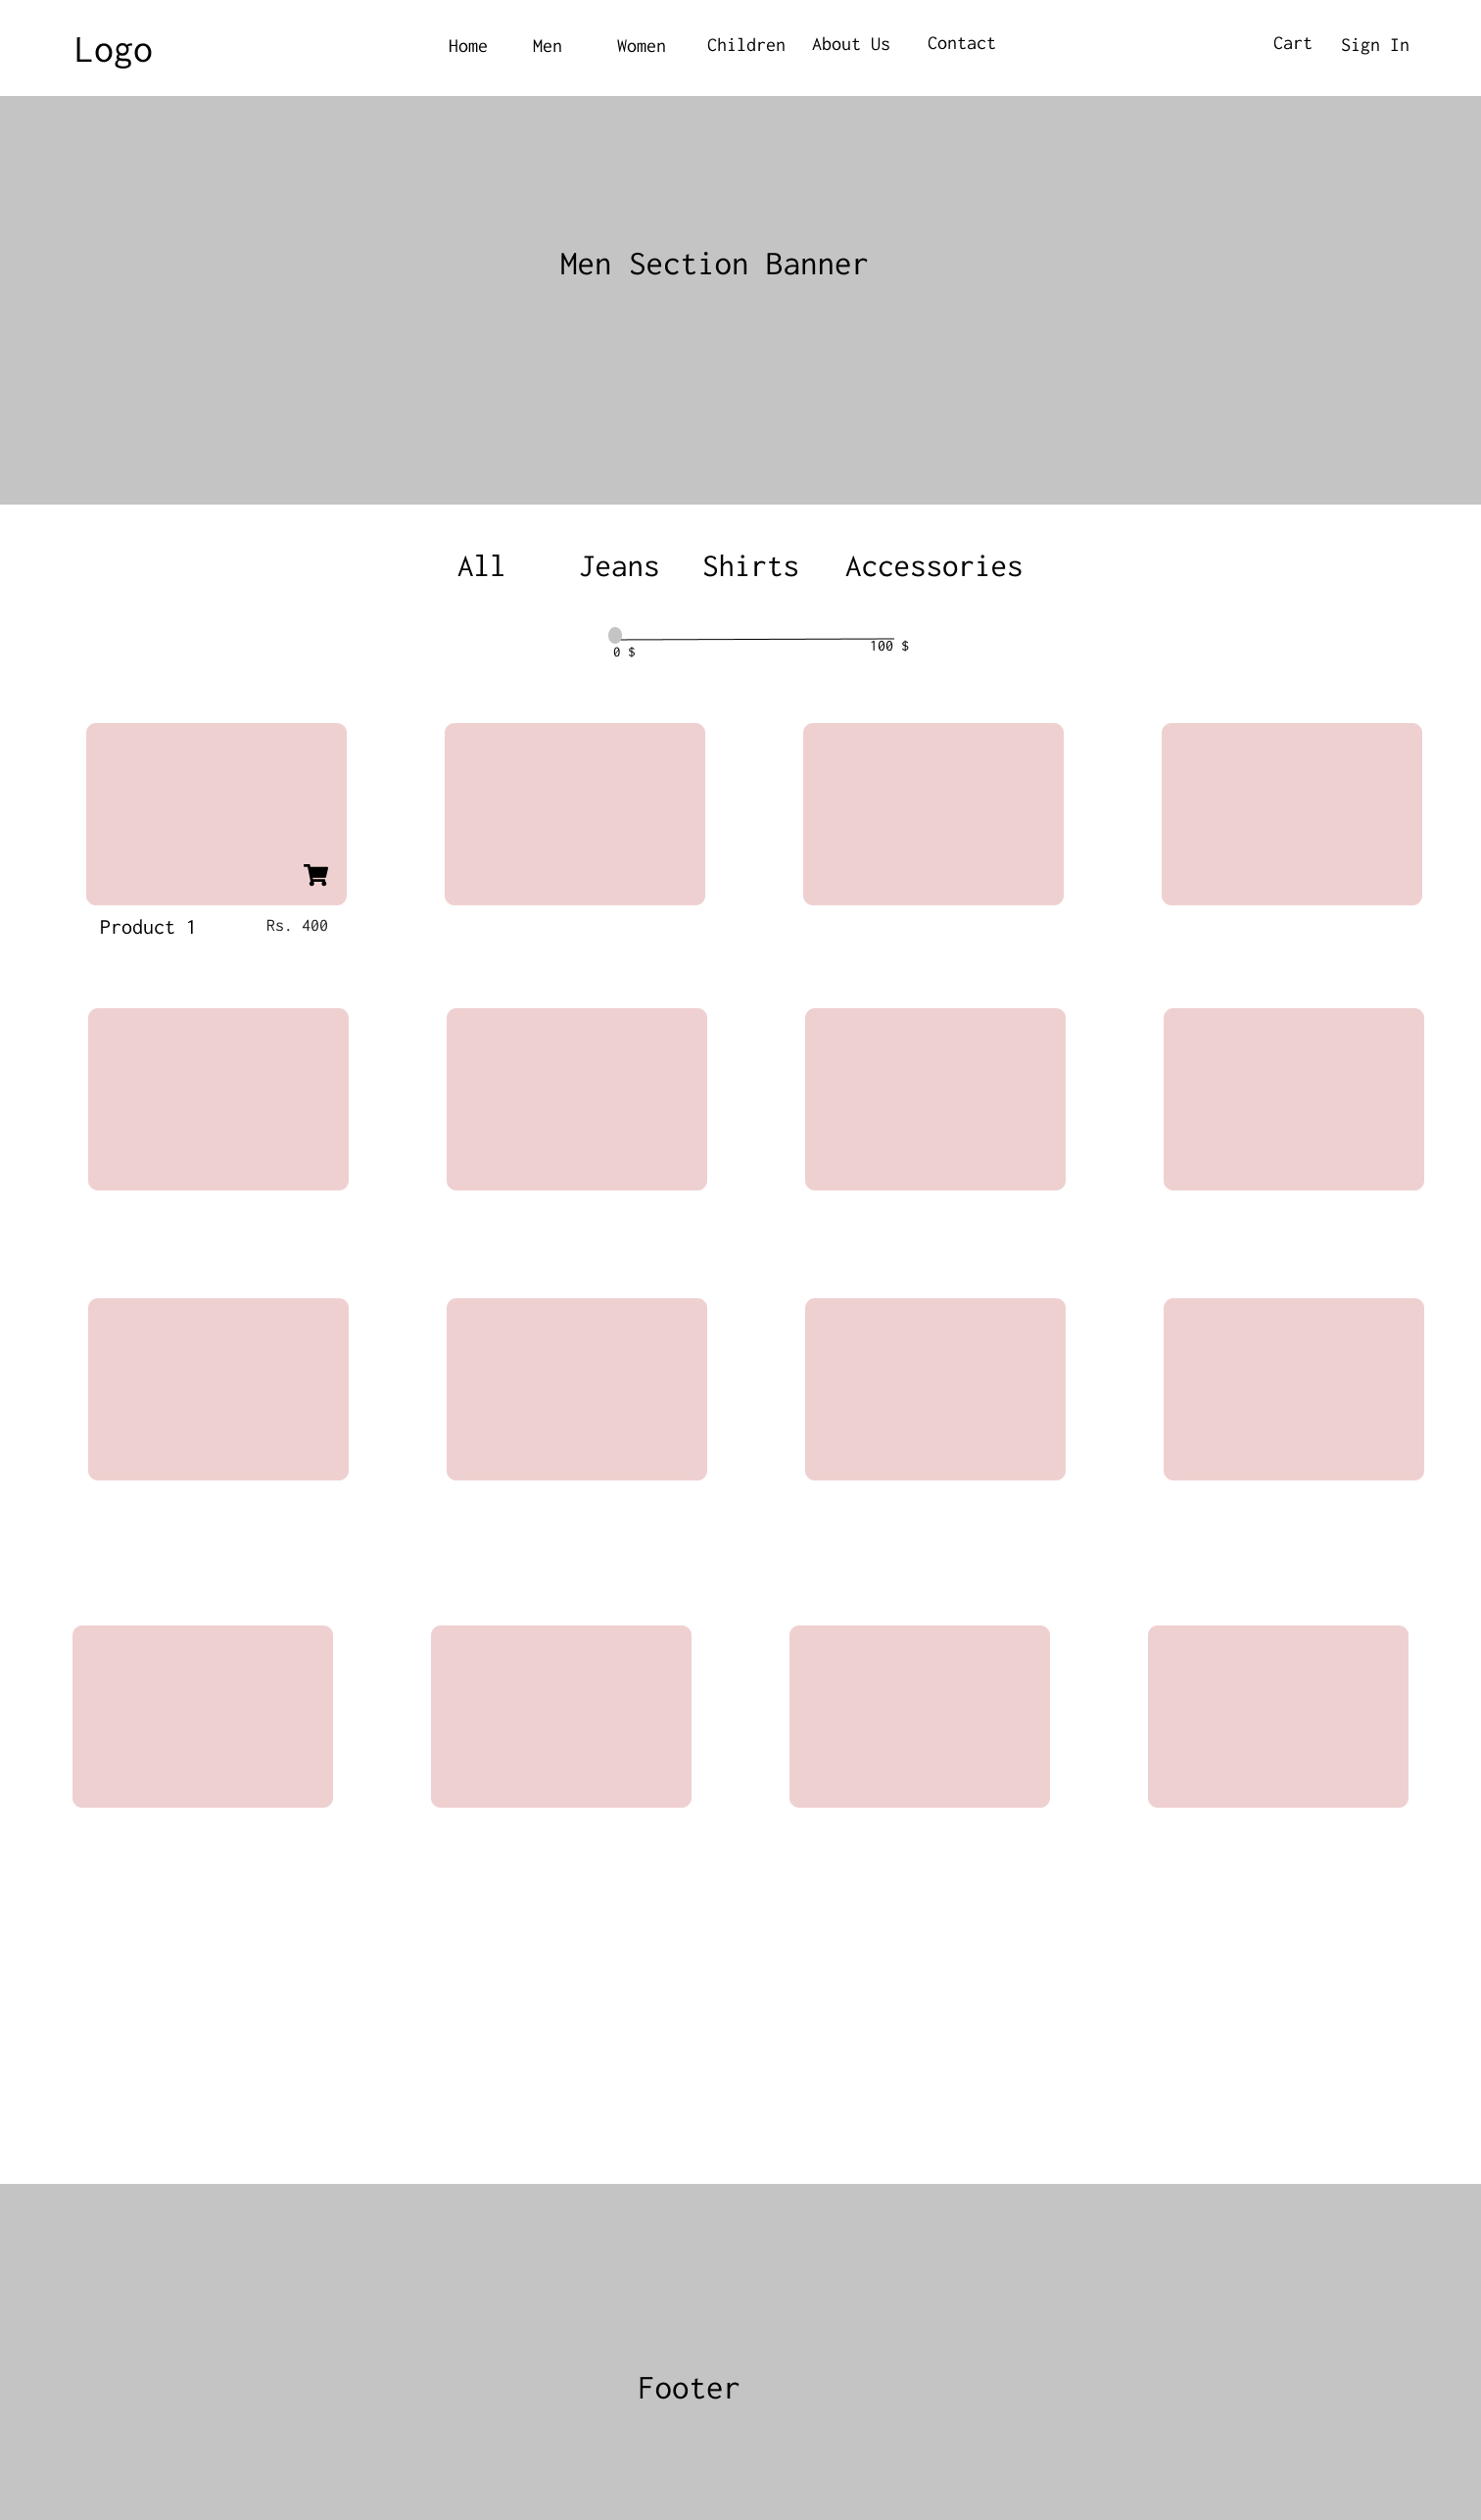 Logo Home Men Women Children About Us Contact Cart Sign In
Men Section Banner
All Jeans Shirts Accessories
0 $ 100 $
Product 1 Rs. 400
Footer